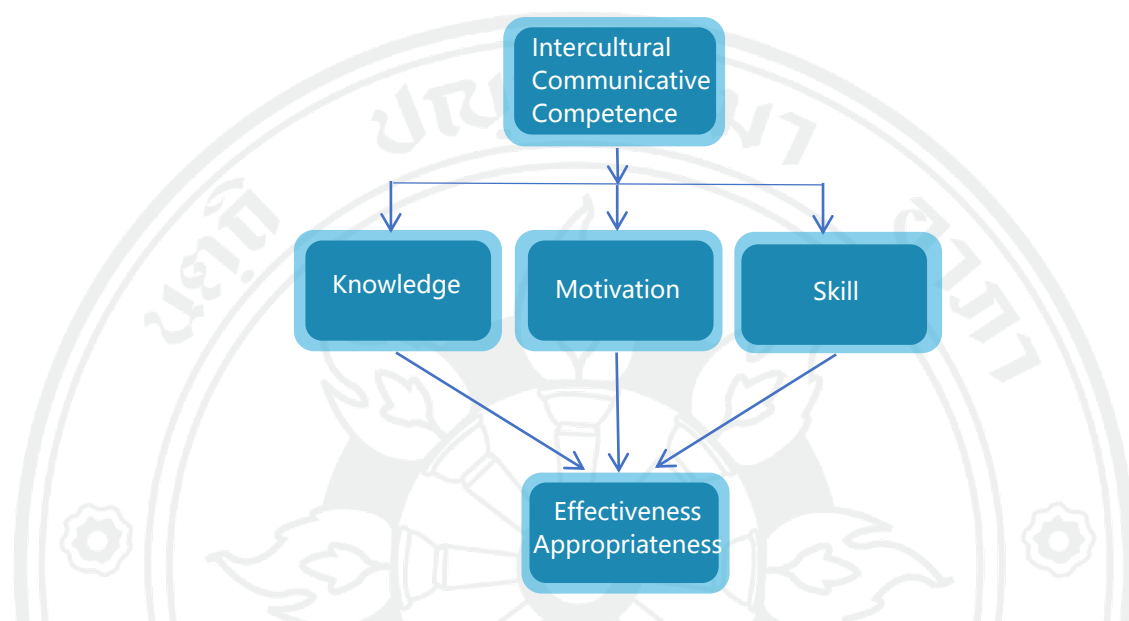 Intercultural
Communicative
Competence
Knowledge
Motivation
Skill
Effectiveness
Appropriateness